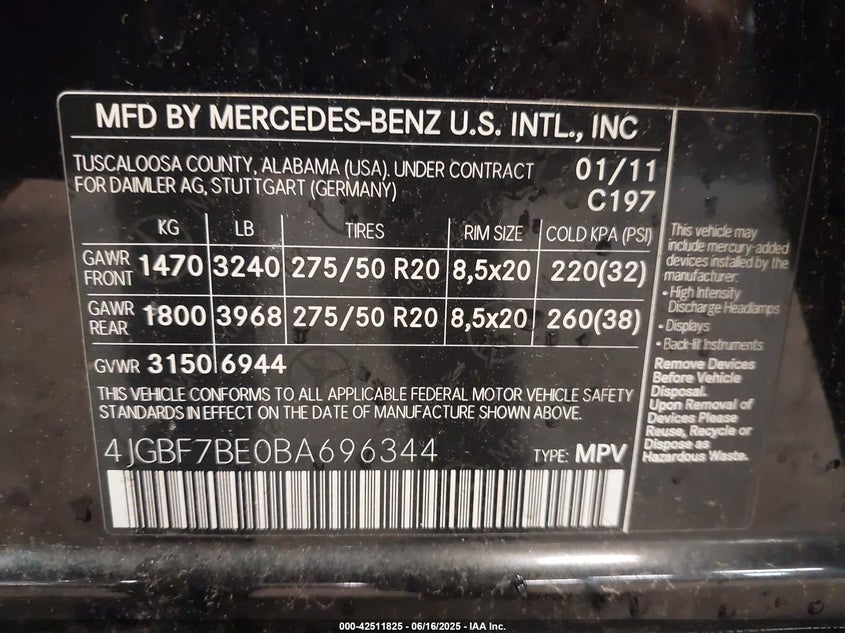 MFD BY MERCEDES-BENZ U.S. INTL., INC
TUSCALOOSA COUNTY, ALABAMA (USA). UNDER CONTRACT
FOR DAIMLER AG, STUTTGART (GERMANY)
01/11
C197
KG LB TIRES RIM SIZE COLD KPA (PSI)
GAWR FRONT 1470 3240 275/50 R20 8,5x20 220(32)
GAWR REAR 1800 3968 275/50 R20 8,5x20 260(38)
GVWR 3150 6944
THIS VEHICLE CONFORMS TO ALL APPLICABLE FEDERAL MOTOR VEHICLE SAFETY
STANDARDS IN EFFECT ON THE DATE OF MANUFACTURE SHOWN ABOVE.
4JGBF7BE0BA696344 TYPE: MPV
This vehicle may
include mercury-added
devices installed by the
manufacturer:
• High Intensity
Discharge Headlamps
• Displays
• Back-lit Instruments
Remove Devices
Before Vehicle
Disposal.
Upon Removal of
Devices Please
Reuse, Recycle or
Dispose as
Hazardous Waste.
000-42511825 - 06/16/2025 - IAA Inc.